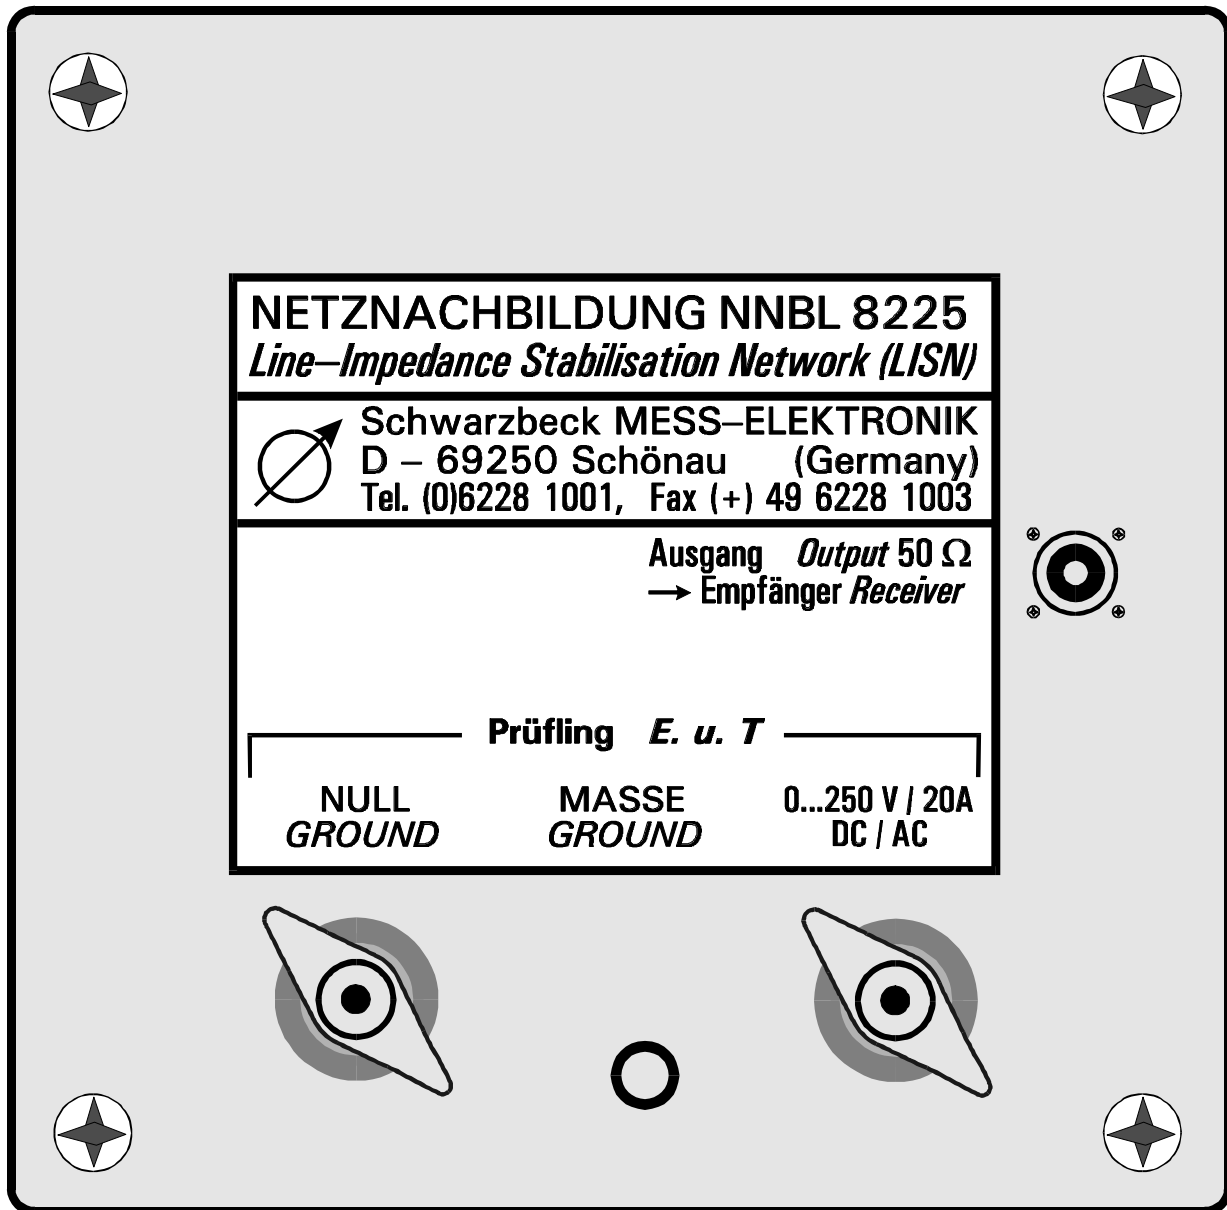 NETZNACHBILDUNG NNBL 8225
Line–Impedance Stabilisation Network (LISN)
Schwarzbeck MESS–ELEKTRONIK
D – 69250 Schönau (Germany)
Tel. (0)6228 1001, Fax (+) 49 6228 1003
Ausgang Output 50 Ω
→ Empfänger Receiver
Prüfling E. u. T
NULL MASSE 0...250 V / 20A
GROUND GROUND DC / AC